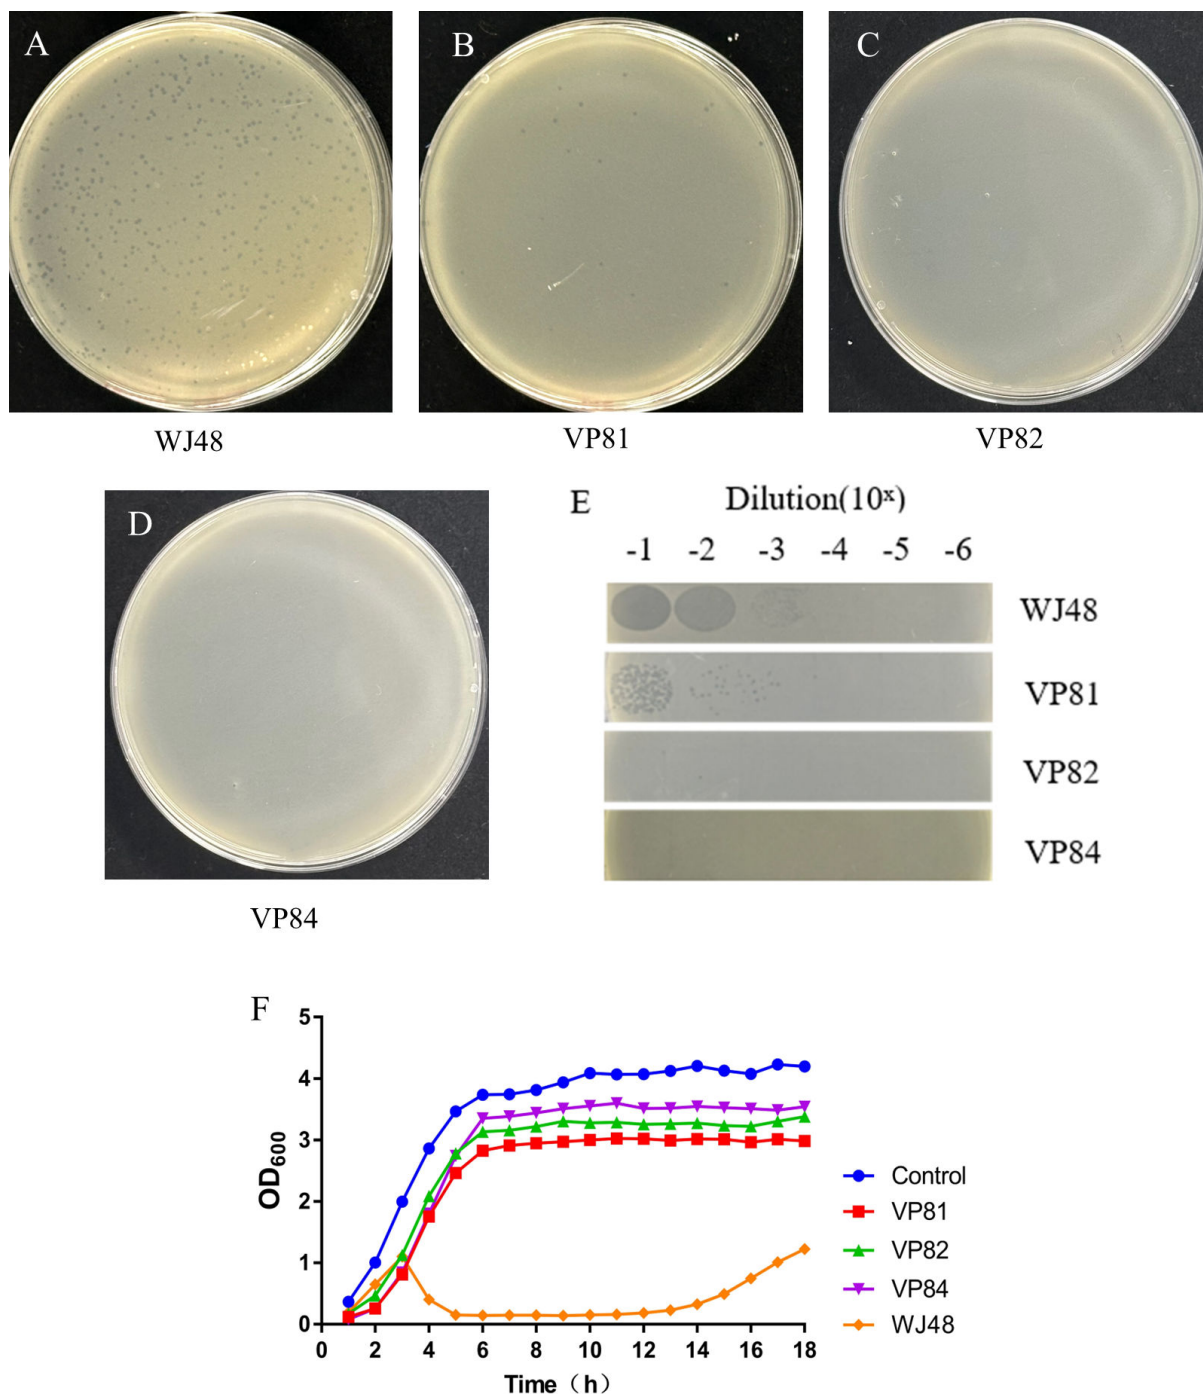 A
B
C
WJ48
VP81
VP82
D
E
Dilution(10ˣ)
-1 -2 -3 -4 -5 -6
WJ48
VP81
VP82
VP84
VP84
F
OD600
5
4
3
2
1
0
0 2 4 6 8 10 12 14 16 18
Time（h）
Control
VP81
VP82
VP84
WJ48